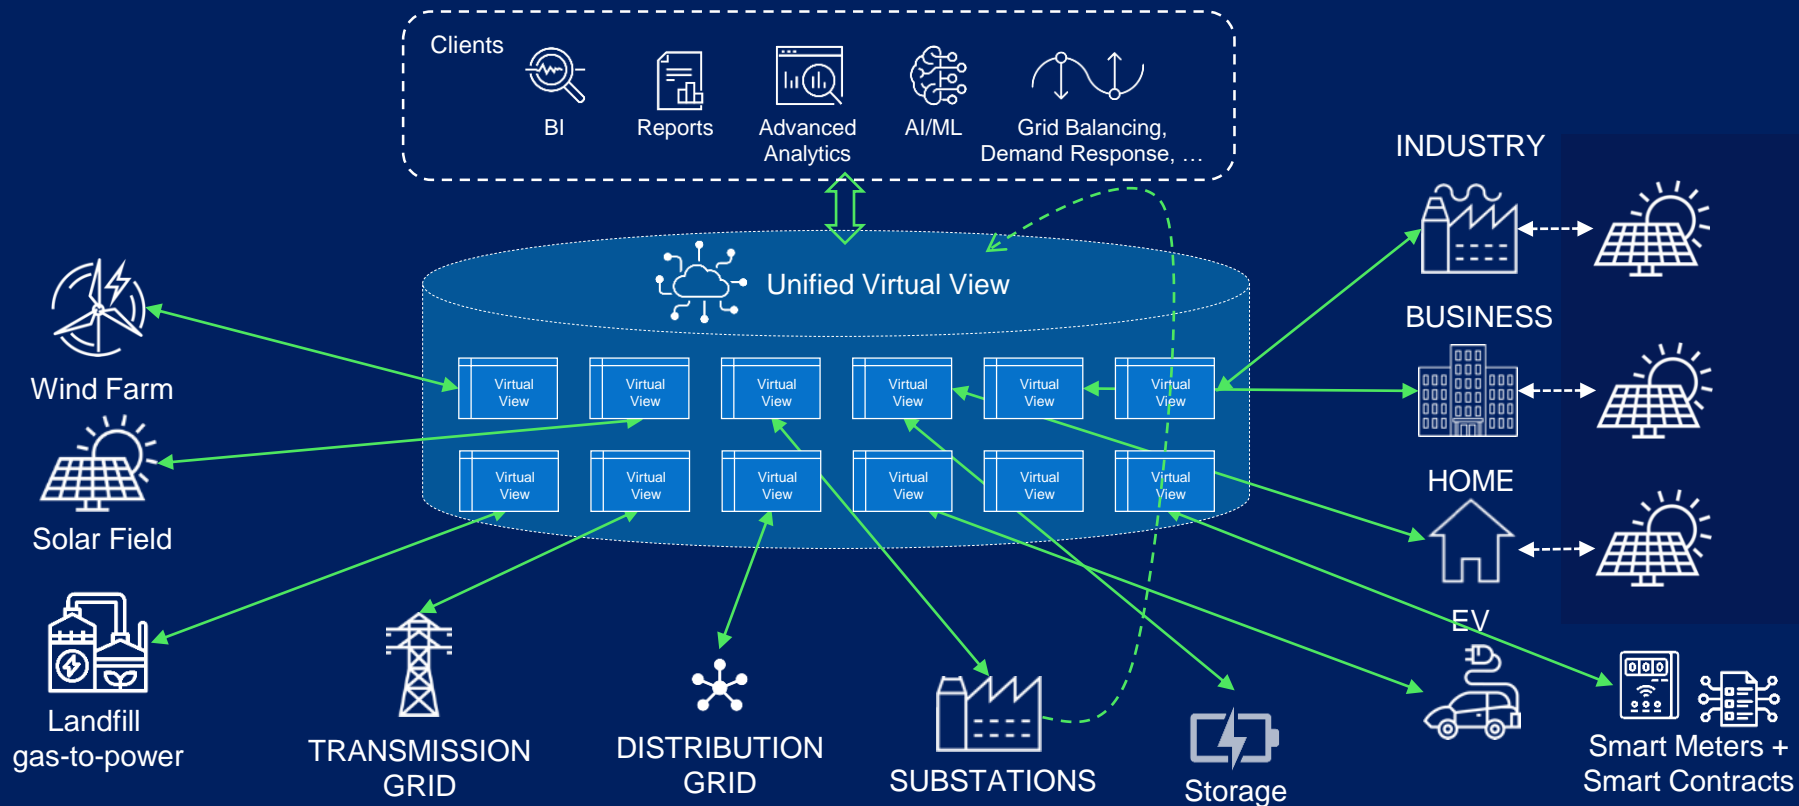 Clients
BI
Reports
Advanced
Analytics
AI/ML
Grid Balancing,
Demand Response, …
Unified Virtual View
Virtual
View
Virtual
View
Virtual
View
Virtual
View
Virtual
View
Virtual
View
Virtual
View
Virtual
View
Virtual
View
Virtual
View
Virtual
View
Virtual
View
Wind Farm
Solar Field
Landfill
gas-to-power
TRANSMISSION
GRID
DISTRIBUTION
GRID
SUBSTATIONS
Storage
INDUSTRY
BUSINESS
HOME
EV
000
Smart Meters +
Smart Contracts